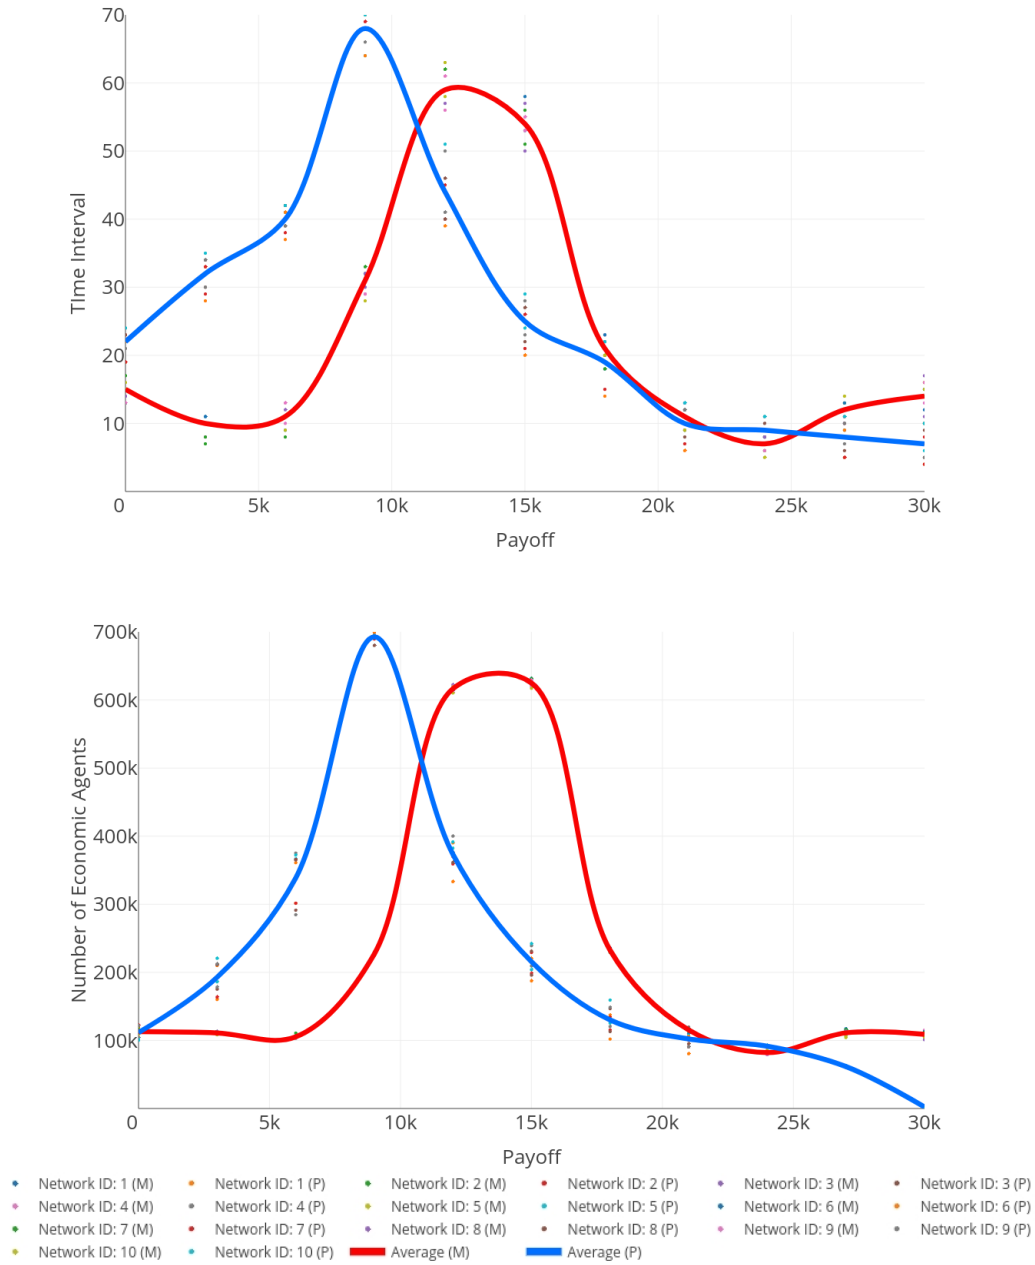 70
60
50
40
30
20
10
TIme Interval
0 5k 10k 15k 20k 25k 30k
Payoff
700k
600k
500k
400k
300k
200k
100k
Number of Economic Agents
0 5k 10k 15k 20k 25k 30k
Payoff
Network ID: 1 (M) Network ID: 1 (P) Network ID: 2 (M) Network ID: 2 (P) Network ID: 3 (M) Network ID: 3 (P)
Network ID: 4 (M) Network ID: 4 (P) Network ID: 5 (M) Network ID: 5 (P) Network ID: 6 (M) Network ID: 6 (P)
Network ID: 7 (M) Network ID: 7 (P) Network ID: 8 (M) Network ID: 8 (P) Network ID: 9 (M) Network ID: 9 (P)
Network ID: 10 (M) Network ID: 10 (P) Average (M) Average (P)